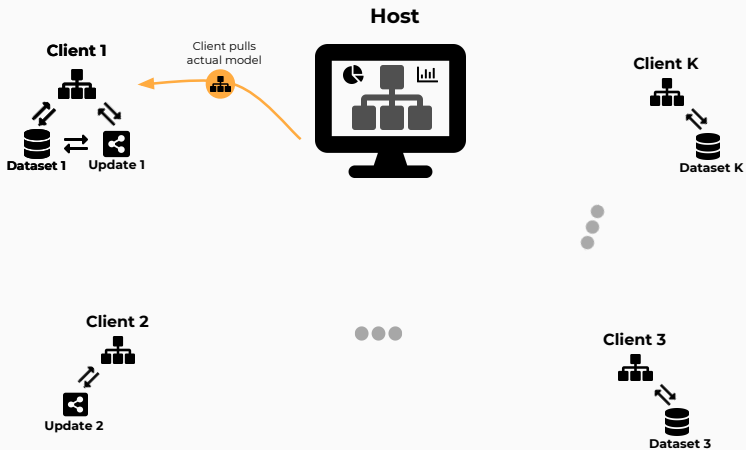 Host
Client 1
Client pulls
actual model
Client K
Dataset 1
Update 1
Dataset K
Client 2
Client 3
Update 2
Dataset 3